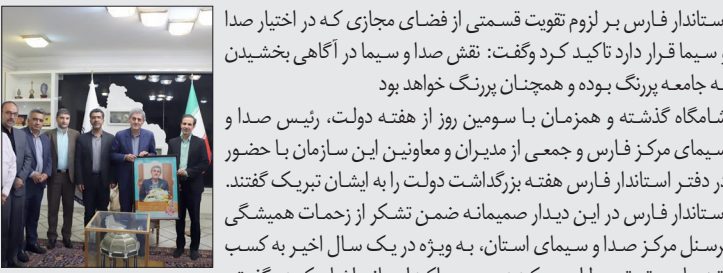 استاندار فارس بر لزوم تقویت قسمتی از فضای مجازی که در اختیار صدا
و سیما قرار دارد تاکید کرد وگفت: نقش صدا و سیما در آگاهی بخشیدن
به جامعه پررنگ بوده و همچنان پررنگ خواهد بود
شامگاه گذشته و همزمان با سومین روز از هفته دولت، رئیس صدا و
سیمای مرکز فارس و جمعی از مدیران و معاونین این سازمان با حضور
در دفتر استاندار فارس هفته بزرگداشت دولت را به ایشان تبریک گفتند.
استاندار فارس در این دیدار صمیمانه ضمن تشکر از زحمات همیشگی
پرسنل مرکز صدا و سیمای استان، به ویژه در یک سال اخیر به کسب